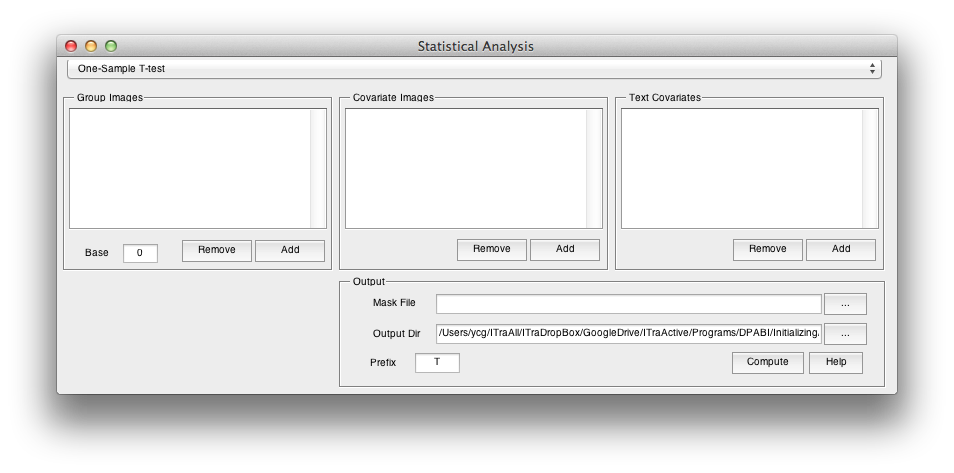 Statistical Analysis
One-Sample T-test
Group Images
Covariate Images
Text Covariates
Base 0 Remove Add
Remove Add
Remove Add
Output
Mask File ...
Output Dir /Users/ycg/ITraAll/ITraDropBox/GoogleDrive/ITraActive/Programs/DPABI/Initializing/ ...
Prefix T Compute Help